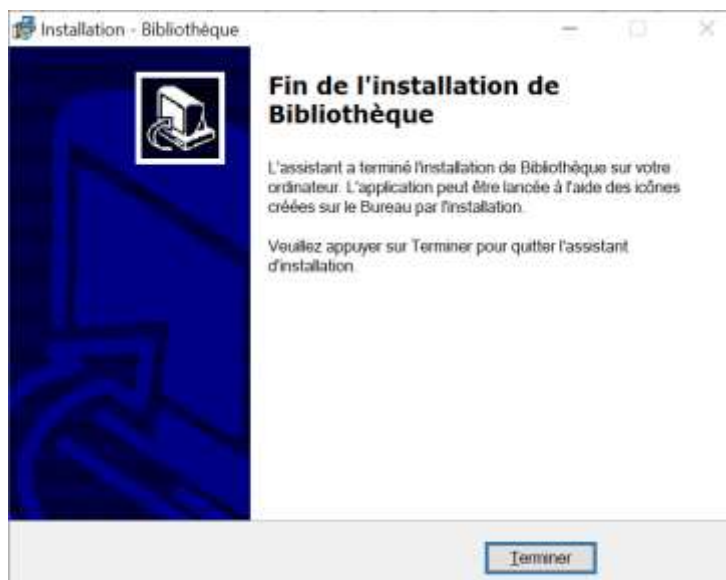 Installation - Bibliothèque
Fin de l'installation de
Bibliothèque
L'assistant a terminé l'installation de Bibliothèque sur votre
ordinateur. L'application peut être lancée à l'aide des icônes
créées sur le Bureau par l'installation.
Veuillez appuyer sur Terminer pour quitter l'assistant
d'installation.
Terminer